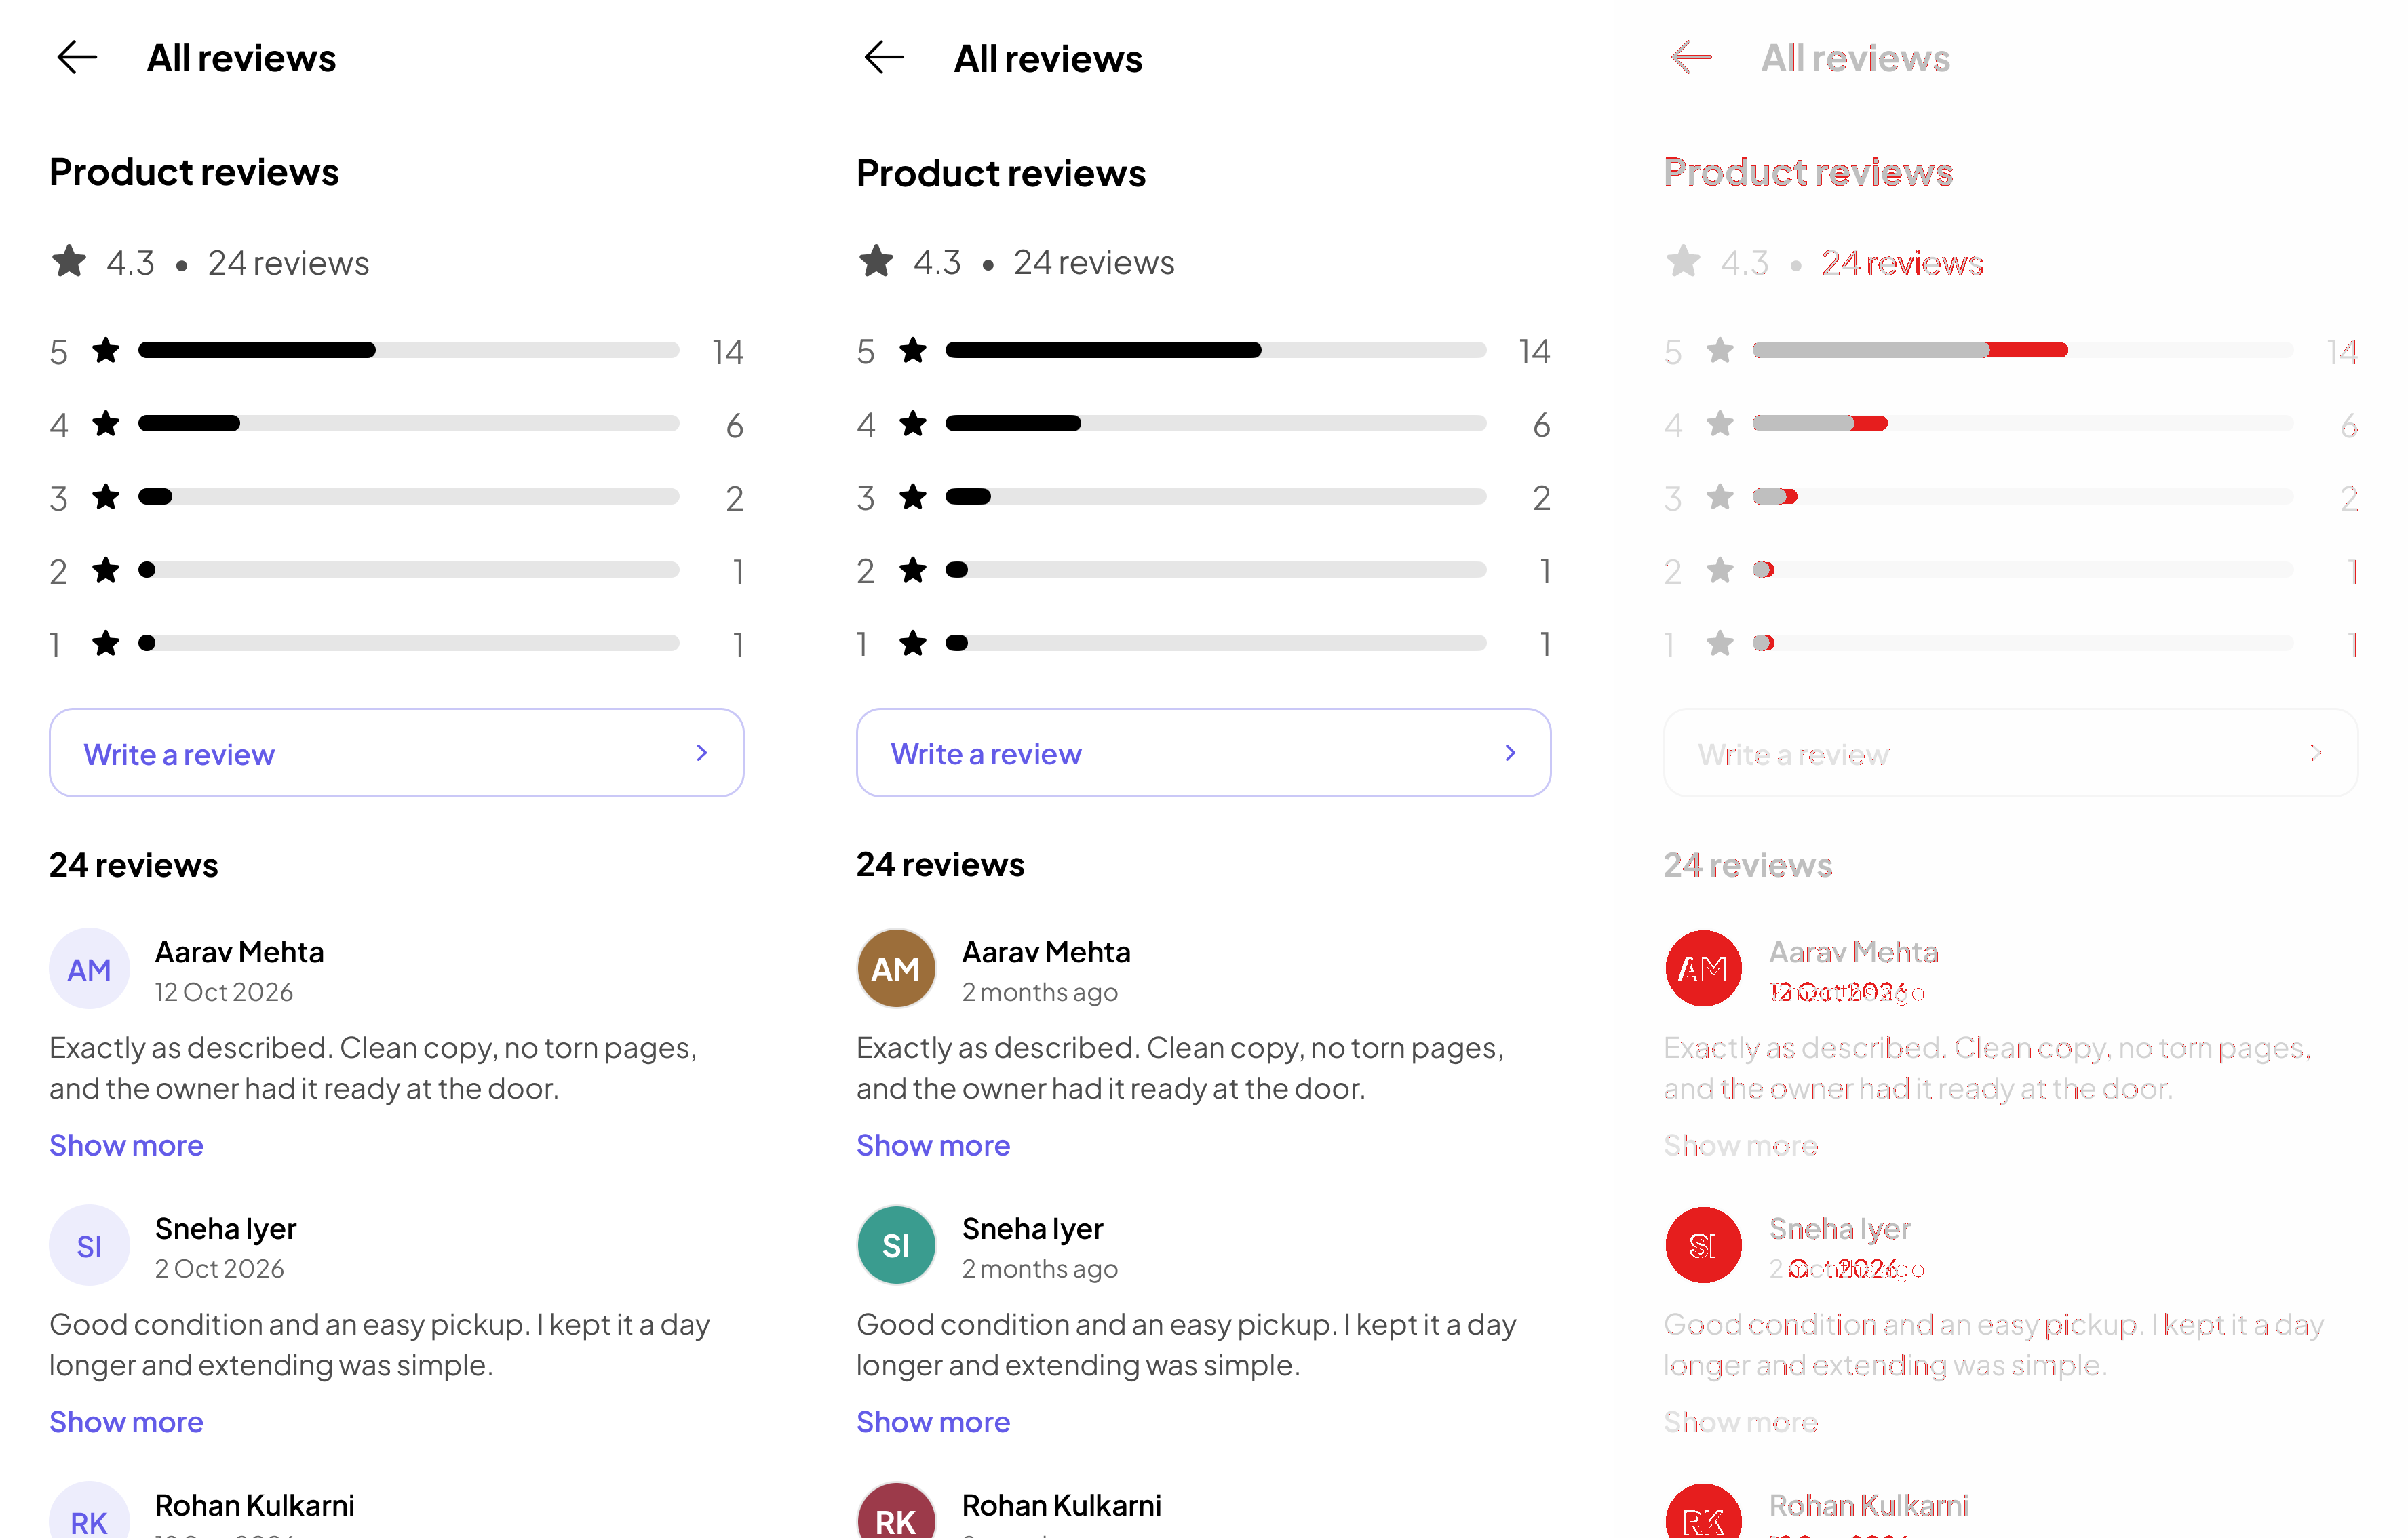 All reviews
Product reviews
4.3 • 24 reviews
5 14
4 6
3 2
2 1
1 1
Write a review
24 reviews
AM Aarav Mehta
12 Oct 2026
Exactly as described. Clean copy, no torn pages,
and the owner had it ready at the door.
Show more
SI Sneha Iyer
2 Oct 2026
Good condition and an easy pickup. I kept it a day
longer and extending was simple.
Show more
RK Rohan Kulkarni
All reviews
Product reviews
4.3 • 24 reviews
5 14
4 6
3 2
2 1
1 1
Write a review
24 reviews
AM Aarav Mehta
2 months ago
Exactly as described. Clean copy, no torn pages,
and the owner had it ready at the door.
Show more
SI Sneha Iyer
2 months ago
Good condition and an easy pickup. I kept it a day
longer and extending was simple.
Show more
RK Rohan Kulkarni
All reviews
Product reviews
4.3 • 24 reviews
5 14
4 6
3 2
2 1
1 1
Write a review
24 reviews
AM Aarav Mehta
Exactly as described. Clean copy, no torn pages,
and the owner had it ready at the door.
Show more
SI Sneha Iyer
Good condition and an easy pickup. I kept it a day
longer and extending was simple.
Show more
RK Rohan Kulkarni